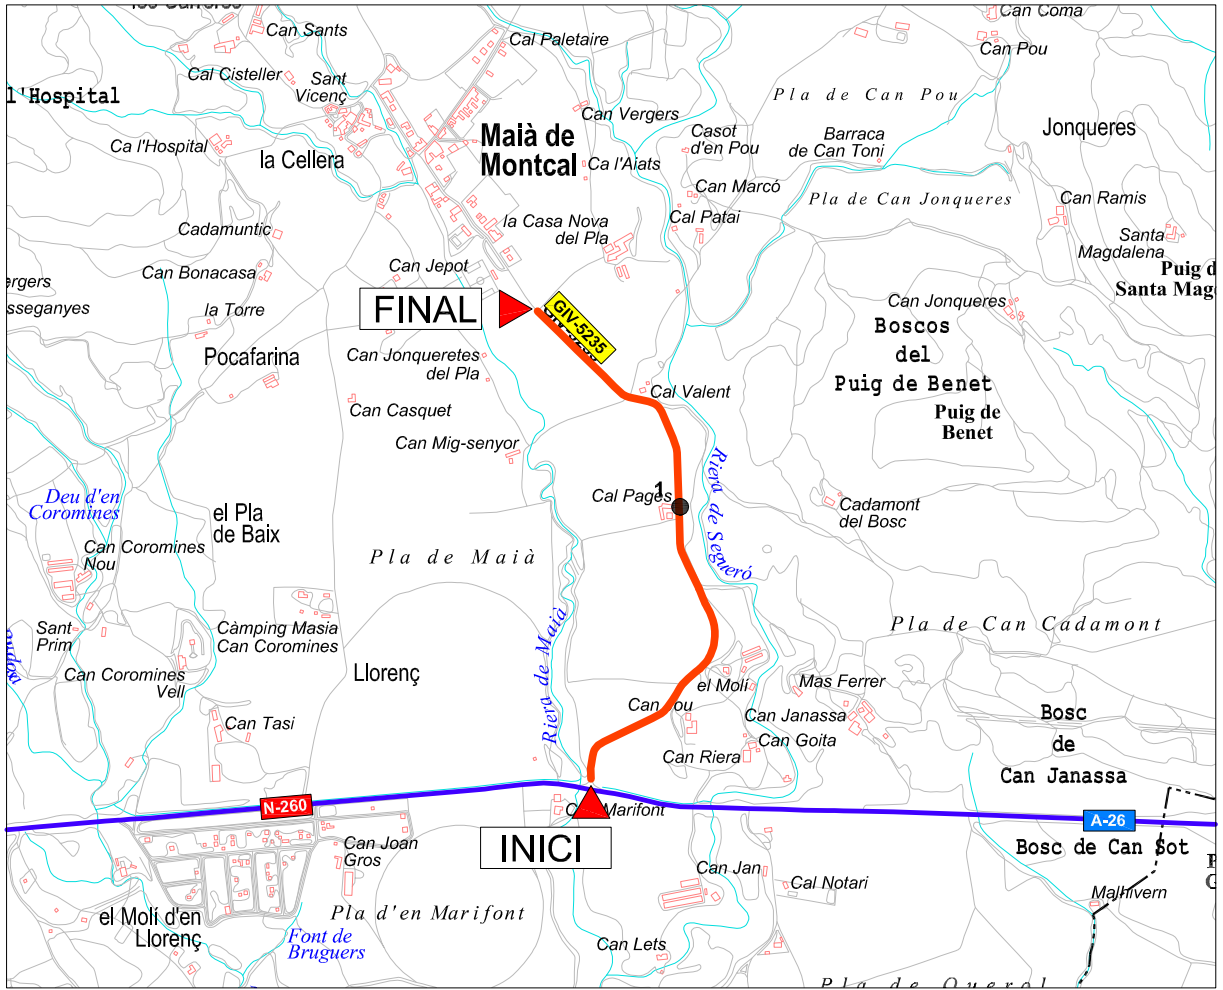 Can Coma
Can Sants
Cal Paletaire
Can Pou
Cal Cisteller
Sant
Vicenç
l'Hospital
Pla de Can Pou
Can Vergers
Maià de
Montcal
Casot
d'en Pou
Barraca
de Can Toni
Jonqueres
Ca l'Hospital
la Cellera
Ca l'Aiats
Can Marcó
Pla de Can Jonqueres
Can Ramis
Cadamuntic
la Casa Nova
del Pla
Cal Patai
Santa
Magdalena
Can Jepot
Can Bonacasa
Puig d
Santa Mag
ergers
sseganyes
la Torre
FINAL
GIV-5235
Can Jonqueres
Boscos
del
Puig de Benet
Pocafarina
Can Jonqueretes
del Pla
Cal Valent
Can Casquet
Puig de
Benet
Can Mig-senyor
Riera de Segueró
Deu d'en
Coromines
el Pla
de Baix
Cal Pagès
1
Cadamont
del Bosc
Can Coromines
Nou
Pla de Maià
Sant
Prim
Càmping Masia
Can Coromines
Riera de Maià
Pla de Can Cadamont
Can Coromines
Vell
Llorenç
el Molí
Mas Ferrer
Can Tasi
Can Janassa
Bosc
de
Can Janassa
Can Goita
Can Riera
N-260
Marifont
A-26
INICI
Can Joan
Gros
Bosc de Can Sot
Can Jan
Cal Notari
Malhivern
el Molí d'en
Llorenç
Pla d'en Marifont
Font de
Bruguers
Can Lets
Pla de Querol